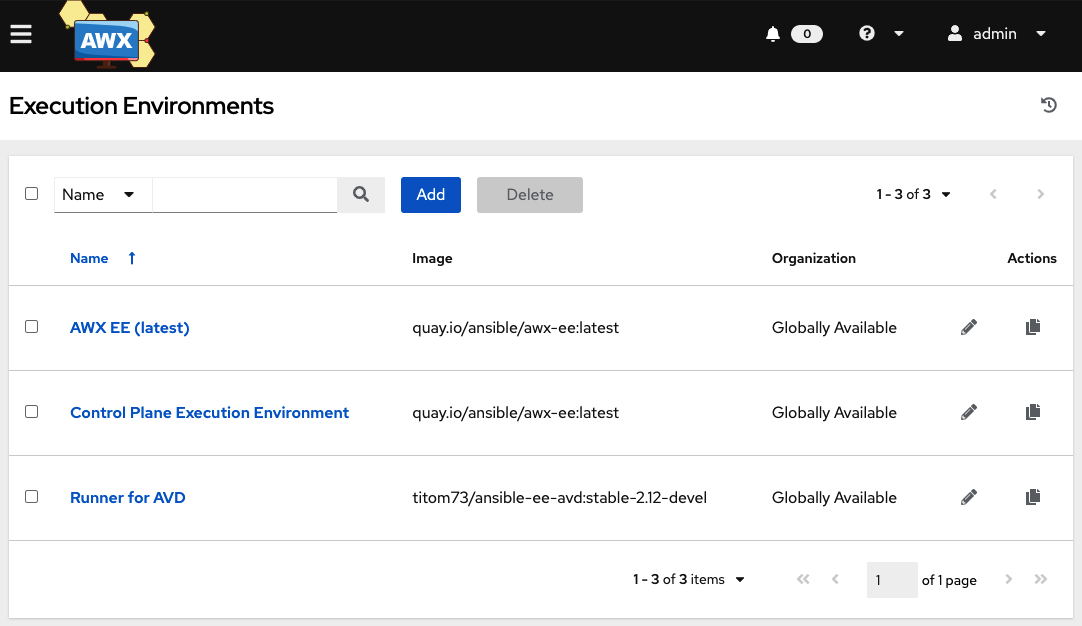 AWX
0
admin
Execution Environments
Name
Add
Delete
1 - 3 of 3
Name Image Organization Actions
AWX EE (latest) quay.io/ansible/awx-ee:latest Globally Available
Control Plane Execution Environment quay.io/ansible/awx-ee:latest Globally Available
Runner for AVD titom73/ansible-ee-avd:stable-2.12-devel Globally Available
1 - 3 of 3 items
1 of 1 page